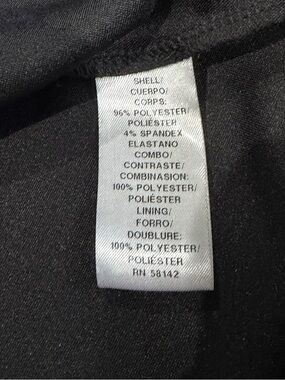 SHELL/
CUERPO/
CORPS:
96% POLYESTER/
POLIÉSTER
4% SPANDEX
ELASTANO
COMBO/
CONTRASTE/
COMBINASION:
100% POLYESTER/
POLIÉSTER
LINING/
FORRO/
DOUBLURE:
100% POLYESTER/
POLIÉSTER
RN 58142